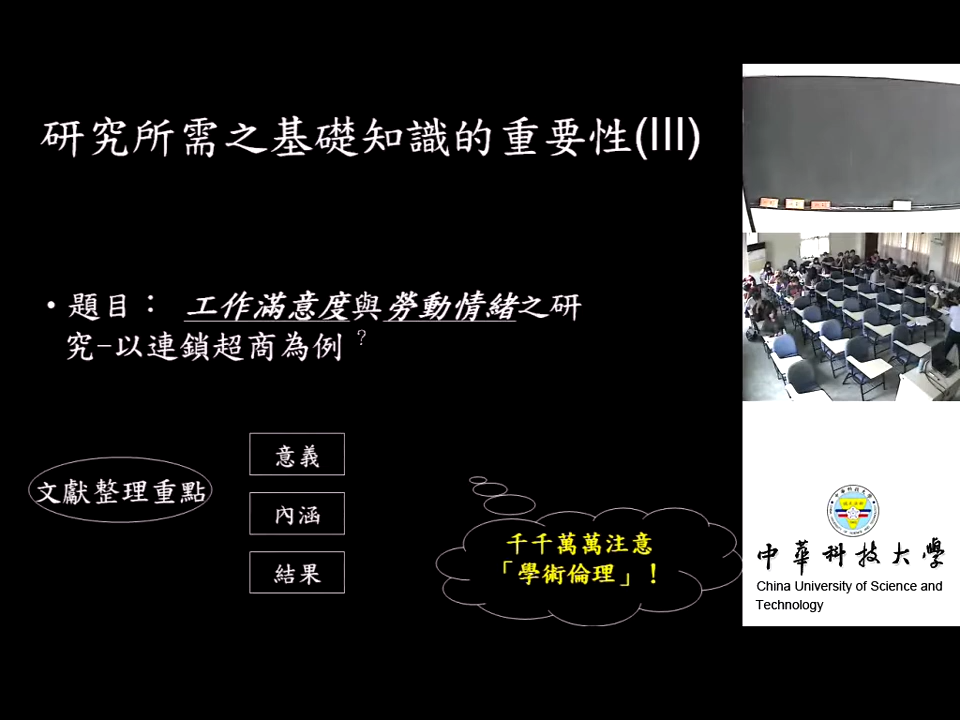 研究所需之基礎知識的重要性(III)
• 題目： 工作滿意度與勞動情緒之研
究-以連鎖超商為例？
文獻整理重點
意義
內涵
結果
千千萬萬注意
「學術倫理」！
中華科技大學
China University of Science and
Technology